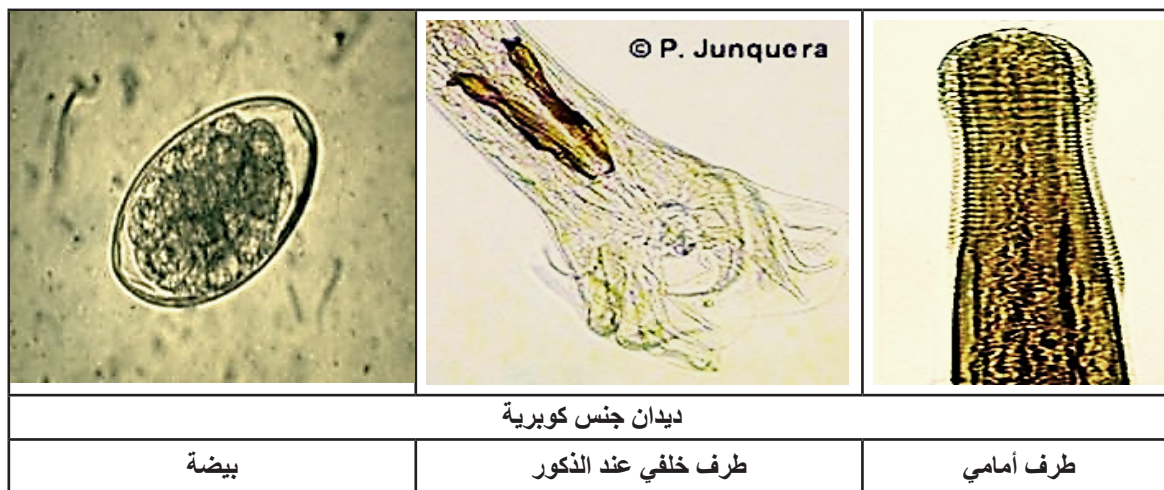 © P. Junquera
ديدان جنس كوبرية
طرف أمامي
طرف خلفي عند الذكور
بيضة